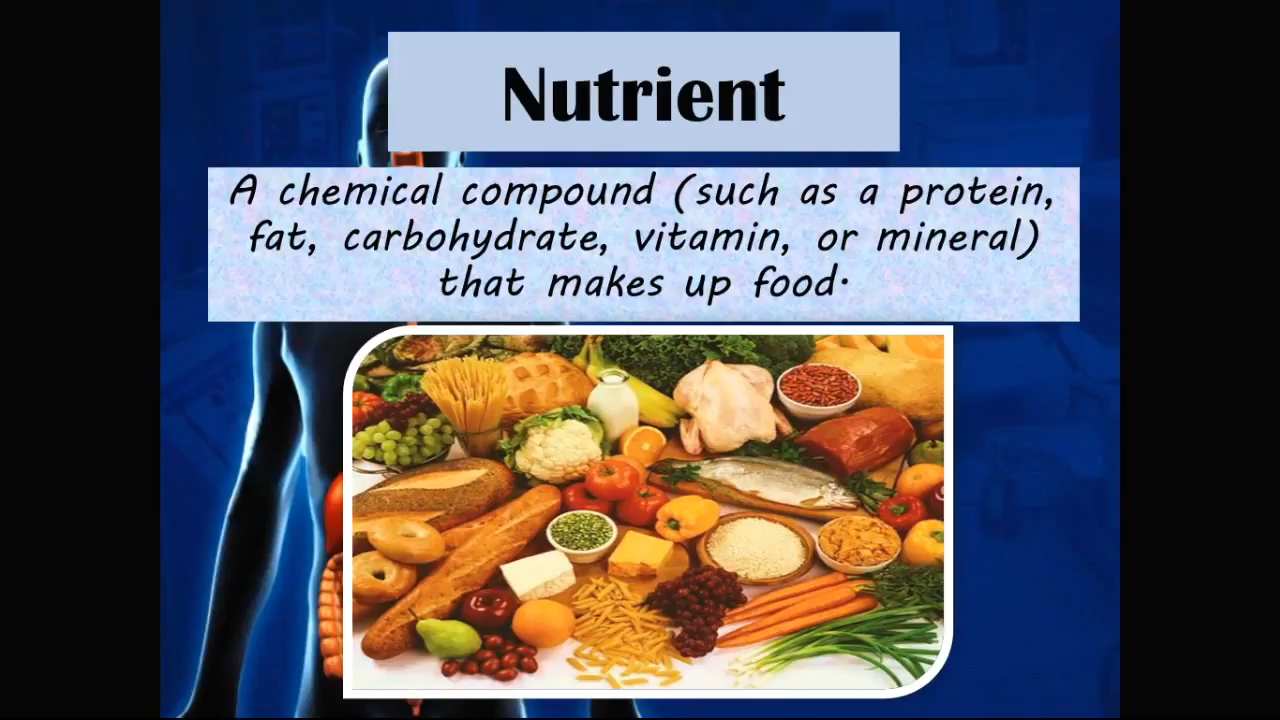 Nutrient
A chemical compound (such as a protein,
fat, carbohydrate, vitamin, or mineral)
that makes up food.